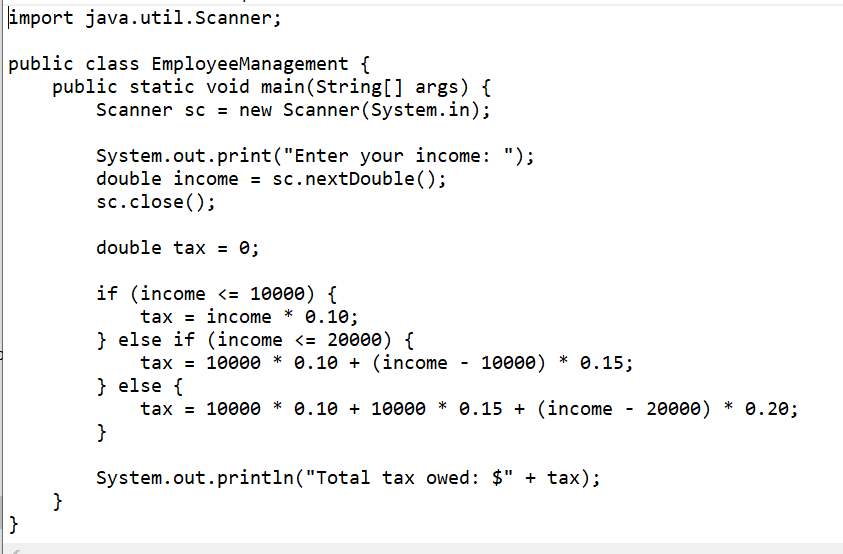 import java.util.Scanner;
public class EmployeeManagement {
public static void main(String[] args) {
Scanner sc = new Scanner(System.in);
System.out.print("Enter your income: ");
double income = sc.nextDouble();
sc.close();
double tax = 0;
if (income <= 10000) {
tax = income * 0.10;
} else if (income <= 20000) {
tax = 10000 * 0.10 + (income - 10000) * 0.15;
} else {
tax = 10000 * 0.10 + 10000 * 0.15 + (income - 20000) * 0.20;
}
System.out.println("Total tax owed: $" + tax);
}
}